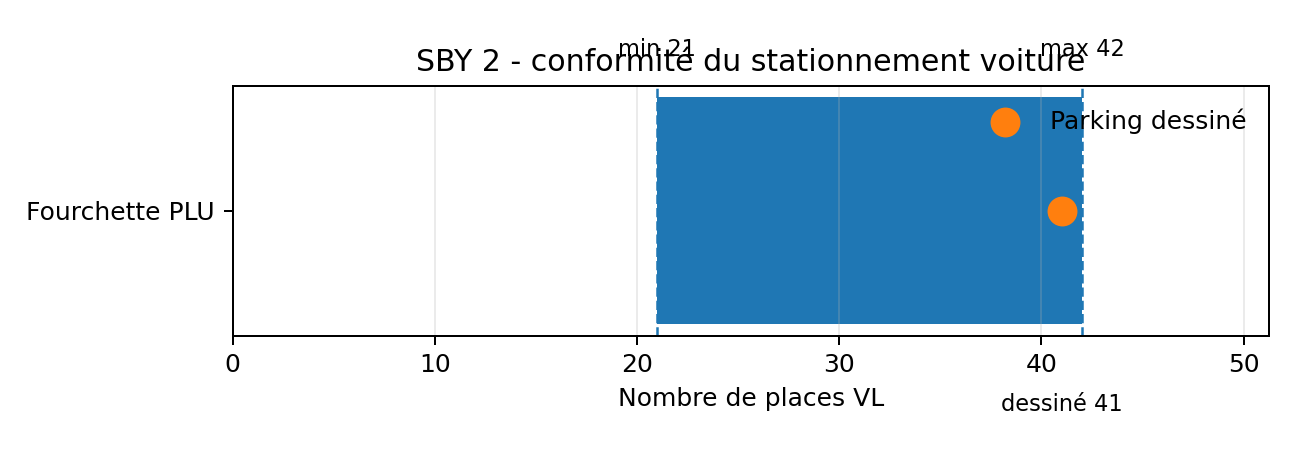 min 21
max 42
SBY 2 - conformité du stationnement voiture
Parking dessiné
Fourchette PLU
0 10 20 30 40 50
Nombre de places VL
dessiné 41